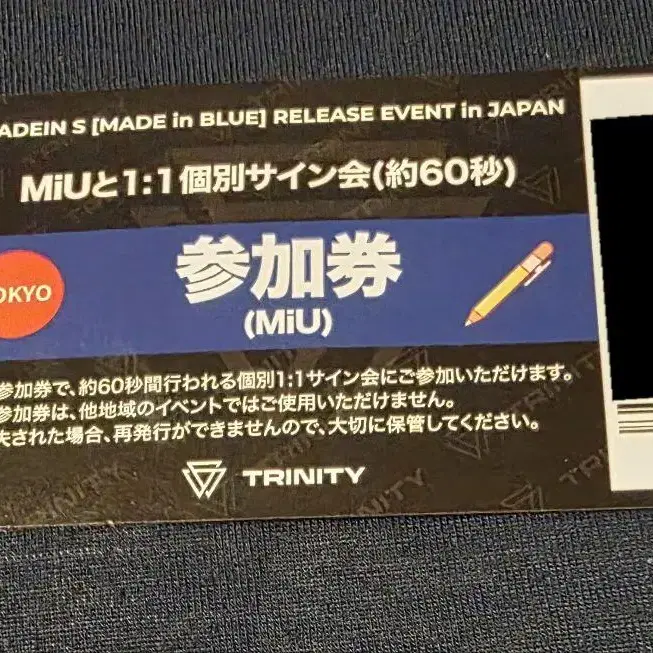 ADEIN S [MADE in BLUE] RELEASE EVENT in JAPAN
MiUと1:1個別サイン会(約60秒)
OKYO
参加券
(MiU)
参加券で、約60秒間行われる個別1:1サイン会にご参加いただけます。
参加券は、他地域のイベントではご使用いただけません。
失された場合、再発行ができませんので、大切に保管してください。
TRINITY